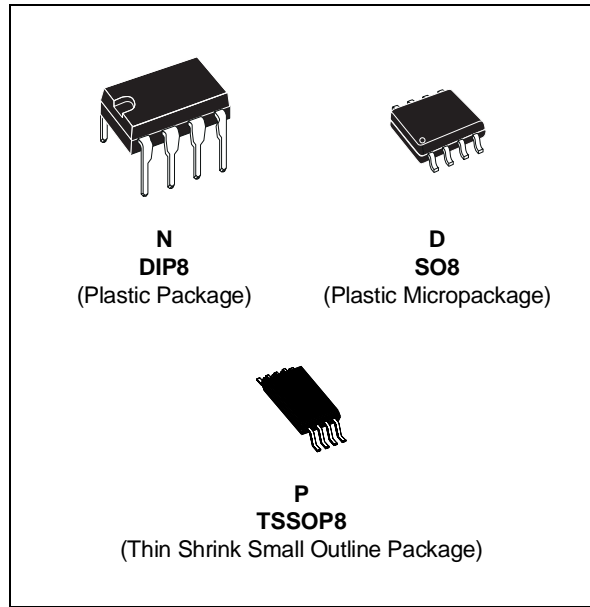 N
DIP8
(Plastic Package)
D
SO8
(Plastic Micropackage)
P
TSSOP8
(Thin Shrink Small Outline Package)